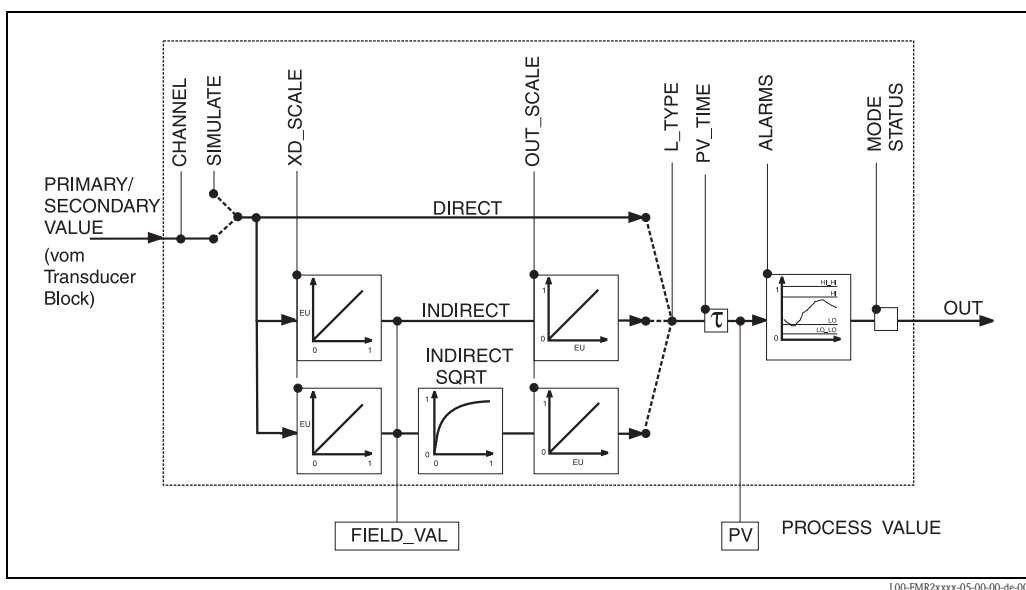 CHANNEL
SIMULATE
XD_SCALE
OUT_SCALE
L_TYPE
PV_TIME
ALARMS
MODE
STATUS
PRIMARY/
SECONDARY
VALUE
(vom
Transducer
Block)
DIRECT
EU
0 1
INDIRECT
1
0
EU
τ
1
0
HI_HI
HI
LO
LO_LO
OUT
EU
0 1
INDIRECT
SQRT
1
0
0 1
1
0
EU
FIELD_VAL
PV
PROCESS VALUE
L00-FMR2xxxx-05-00-00-de-00